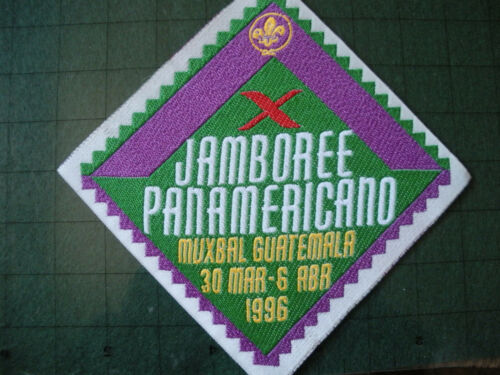 X
JAMBOREE
PANAMERICANO
MUXBAL GUATEMALA
30 MAR-6 ABR
1996